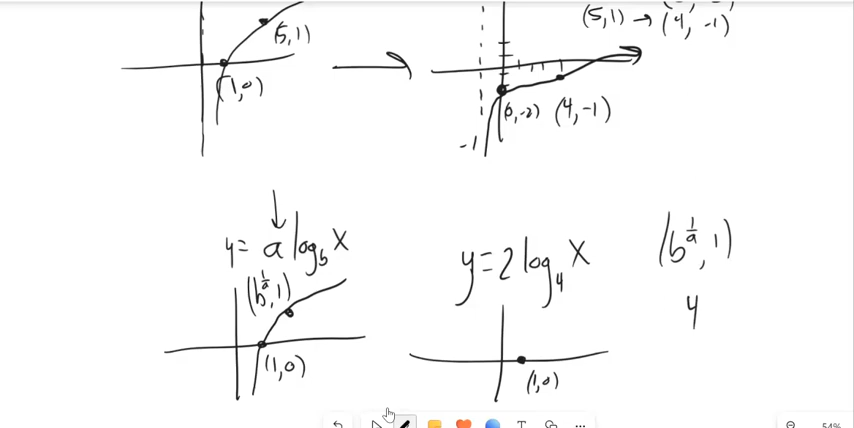 (5,1) → (4, -1)
(5,1)
(1,0)
(0,-2) (4,-1)
-1
y = a log_b x
y = 2 log_4 x
(b^{1/a}, 1)
4
(b^{1/a}, 1)
(1,0)
(1,0)
T
54%